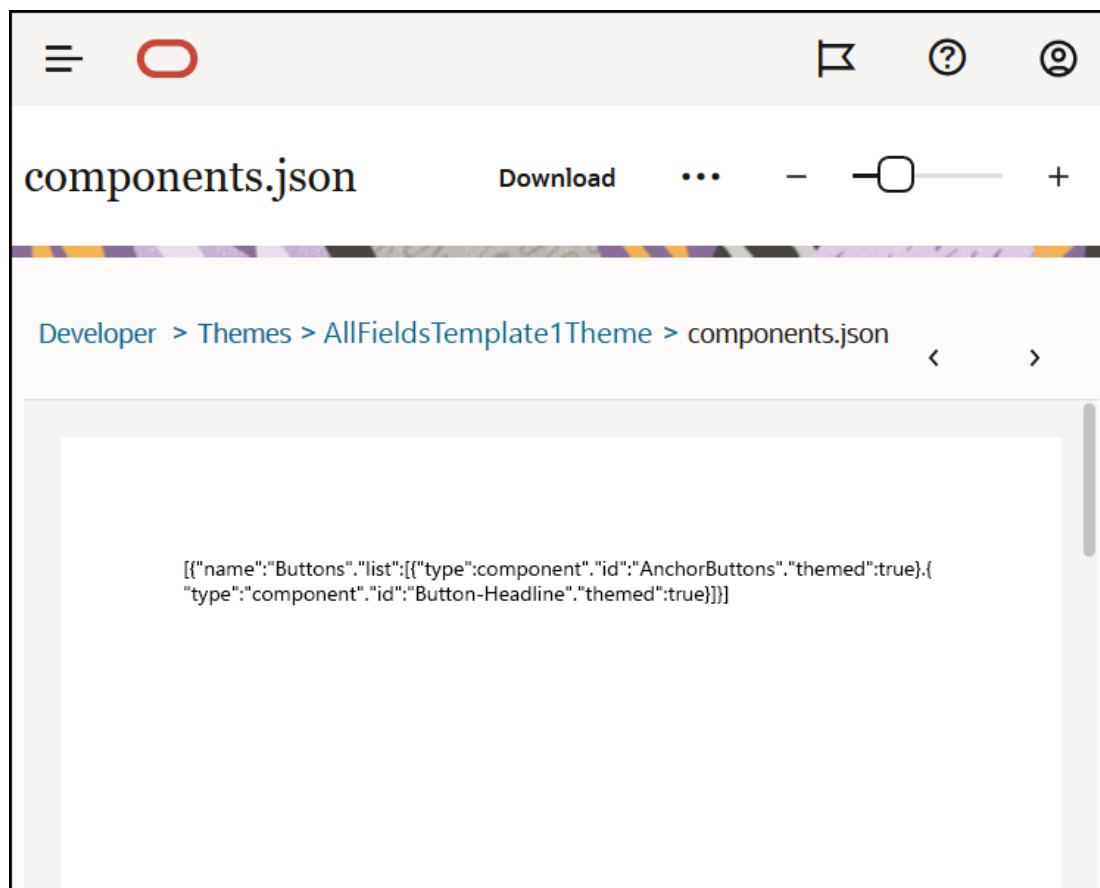 components.json
Download
Developer > Themes > AllFieldsTemplate1Theme > components.json
[{"name":"Buttons"."list":[{"type":component"."id":"AnchorButtons"."themed":true}.{
"type":"component"."id":"Button-Headline"."themed":true}]}]